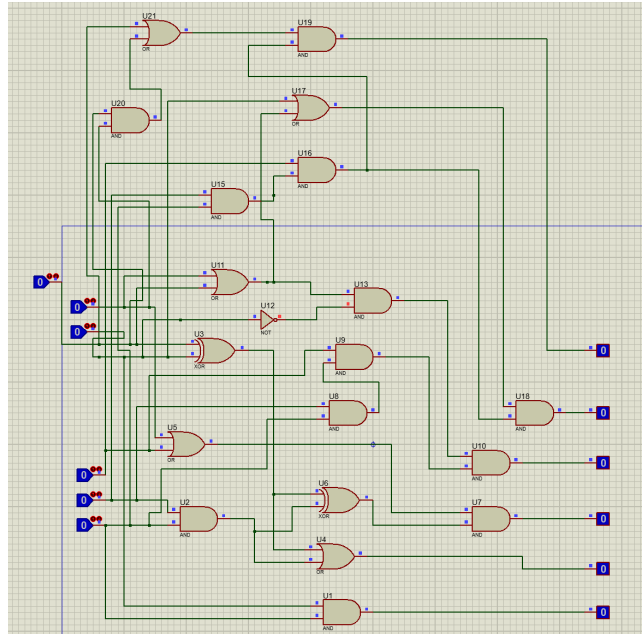 U21
OR
U19
AND
U20
AND
U17
OR
U16
AND
U15
AND
U11
OR
0
0
U13
AND
U12
NOT
0
U3
XOR
U9
AND
0
U8
AND
U18
AND
0
U5
OR
U10
AND
0
0
U6
XOR
0
U2
AND
U7
AND
0
0
U4
OR
0
U1
AND
0